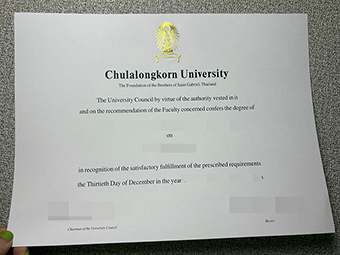 Chulalongkorn University
The Foundation of the Brothers of Saint Gabriel, Thailand
The University Council by virtue of the authority vested in it
and on the recommendation of the Faculty concerned confers the degree of
on
in recognition of the satisfactory fulfillment of the prescribed requirements
the Thirtieth Day of December in the year
Chairman of the University Council
Rector